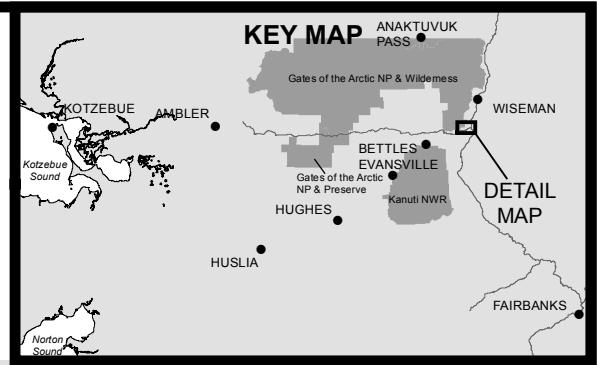 KEY MAP
ANAKTUVUK
PASS
Gates of the Arctic NP & Wilderness
KOTZEBUE
AMBLER
WISEMAN
Kotzebue
Sound
BETTLES
EVANSVILLE
Gates of the Arctic
NP & Preserve
Kanuti NWR
DETAIL
MAP
HUGHES
HUSLIA
FAIRBANKS
Norton
Sound